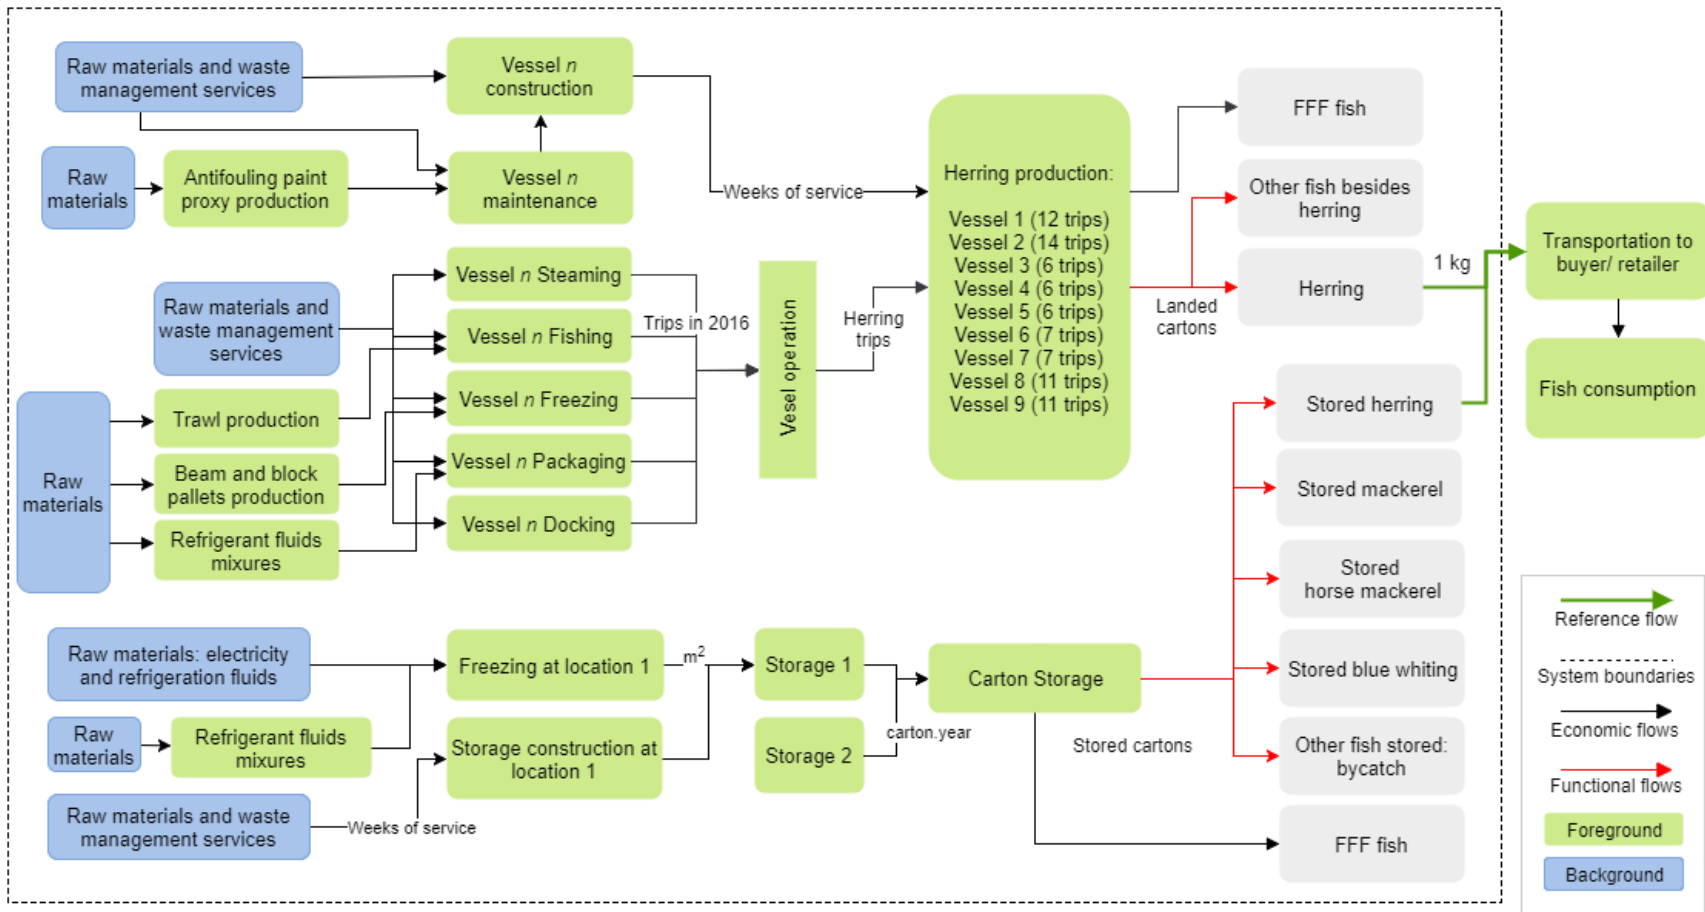 Raw materials and waste
management services
Vessel n
construction
FFF fish
Raw
materials
Antifouling paint
proxy production
Vessel n
maintenance
Weeks of service
Herring production:
Vessel 1 (12 trips)
Vessel 2 (14 trips)
Vessel 3 (6 trips)
Vessel 4 (6 trips)
Vessel 5 (6 trips)
Vessel 6 (7 trips)
Vessel 7 (7 trips)
Vessel 8 (11 trips)
Vessel 9 (11 trips)
Other fish besides
herring
Landed
cartons
Herring
1 kg
Transportation to
buyer/ retailer
Fish consumption
Raw materials and
waste management
services
Vessel n Steaming
Vessel n Fishing
Vessel n Freezing
Vessel n Packaging
Vessel n Docking
Trips in 2016
Vesel operation
Herring
trips
Raw
materials
Trawl production
Beam and block
pallets production
Refrigerant fluids
mixures
Stored herring
Stored mackerel
Stored
horse mackerel
Stored blue whiting
Other fish stored:
bycatch
FFF fish
Raw materials: electricity
and refrigeration fluids
Freezing at location 1
m²
Storage 1
Carton Storage
Raw
materials
Refrigerant fluids
mixures
Storage construction at
location 1
Storage 2
carton.year
Stored cartons
Raw materials and waste
management services
Weeks of service
Reference flow
System boundaries
Economic flows
Functional flows
Foreground
Background